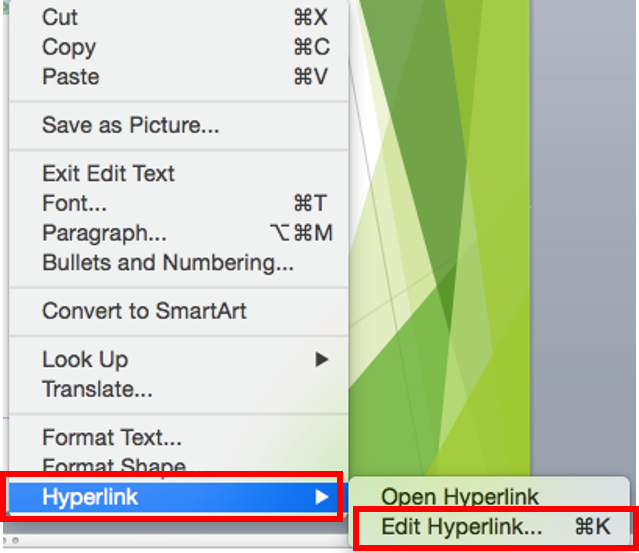 Cut ⌘X
Copy ⌘C
Paste ⌘V
Save as Picture...
Exit Edit Text
Font... ⌘T
Paragraph... ⌥⌘M
Bullets and Numbering...
Convert to SmartArt
Look Up ▶
Translate...
Format Text...
Format Shape
Hyperlink ▶
Open Hyperlink
Edit Hyperlink... ⌘K